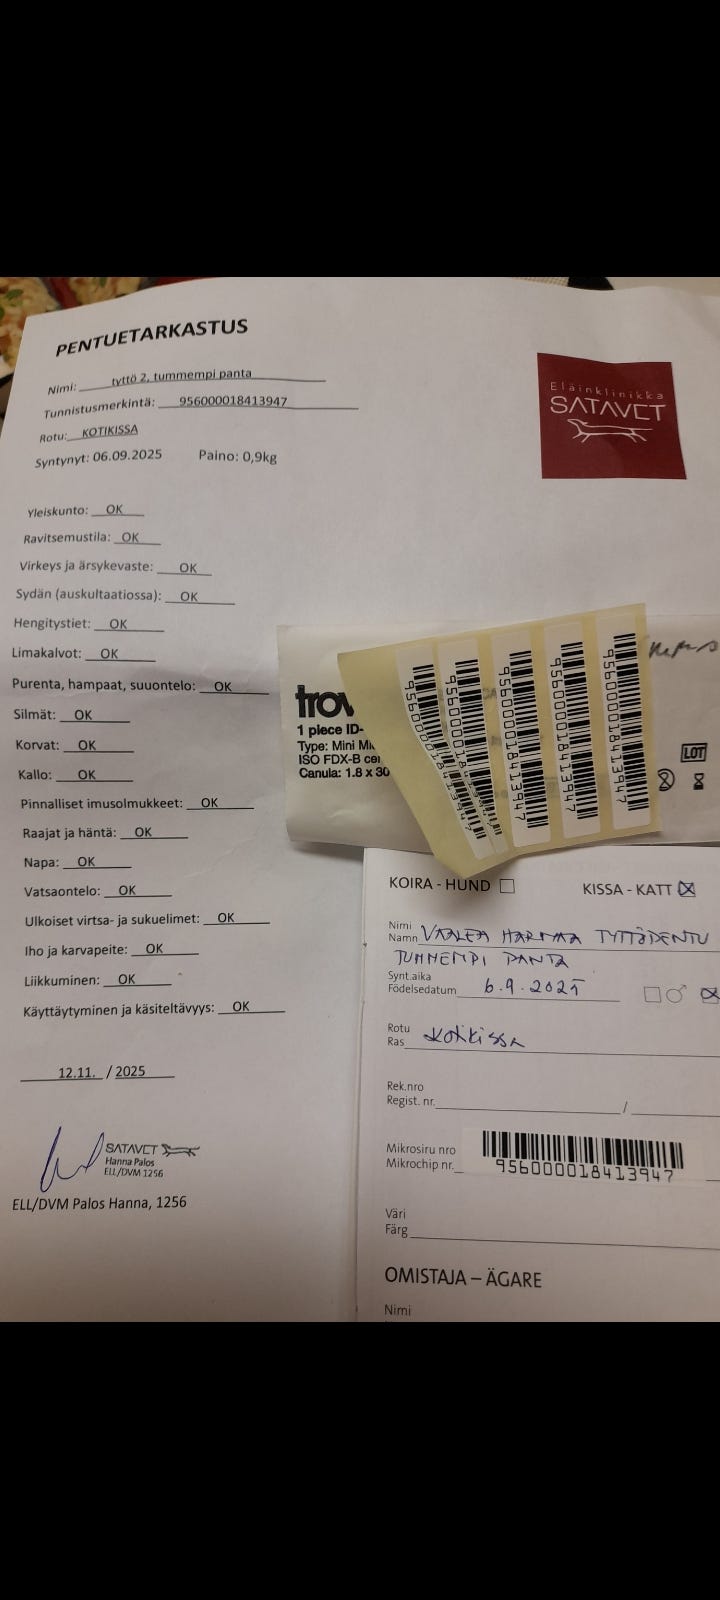 PENTUETARKASTUS
Nimi: tyttö 2, tummempi panta
Tunnistusmerkintä: 956000018413947
Rotu: KOTIKISSA
Syntynyt: 06.09.2025 Paino: 0,9kg
Eläinklinikka
SATAVET
Yleiskunto: OK
Ravitsemustila: OK
Virkeys ja ärsykevaste: OK
Sydän (auskultaatiossa): OK
Hengitystiet: OK
Limakalvot: OK
Purenta, hampaat, suuontelo: OK
Silmät: OK
Korvat: OK
Kallo: OK
Pinnalliset imusolmukkeet: OK
Raajat ja häntä: OK
Napa: OK
Vatsaontelo: OK
Ulkoiset virtsa- ja sukuelimet: OK
Iho ja karvapeite: OK
Liikkuminen: OK
Käyttäytyminen ja käsiteltävyys: OK
12.11. / 2025
SATAVET
Hanna Palos
ELL/DVM 1256
ELL/DVM Palos Hanna, 1256
trov
1 piece ID-
Type: Mini Mi
ISO FDX-B cer
Canula: 1.8 x 30
956000018413947
956000018413947
956000018413947
956000018413947
956000018413947
LOT
KOIRA - HUND KISSA - KATT
Nimi
Namn VAALEA HARMAA TYTTÖPENTU
TUMMEMPI PANTA
Synt.aika
Födelsedatum 6.9.2025
Rotu
Ras Kotikissa
Rek.nro
Regist. nr. /
Mikrosiru nro
Mikrochip nr. 956000018413947
Väri
Färg
OMISTAJA – ÄGARE
Nimi